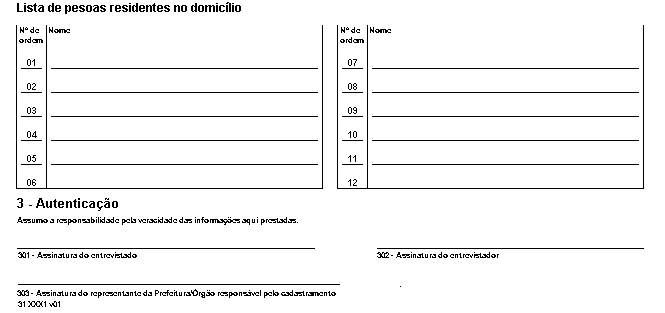 Lista de pesoas residentes no domicílio
Nº de ordem Nome
01
02
03
04
05
06
Nº de ordem Nome
07
08
09
10
11
12
3 - Autenticação
Assumo a responsabilidade pela veracidade das informações aqui prestadas.
301 - Assinatura do entrevistado
302 - Assinatura do entrevistador
303 - Assinatura do representante da Prefeitura/Órgão responsável pelo cadastramento